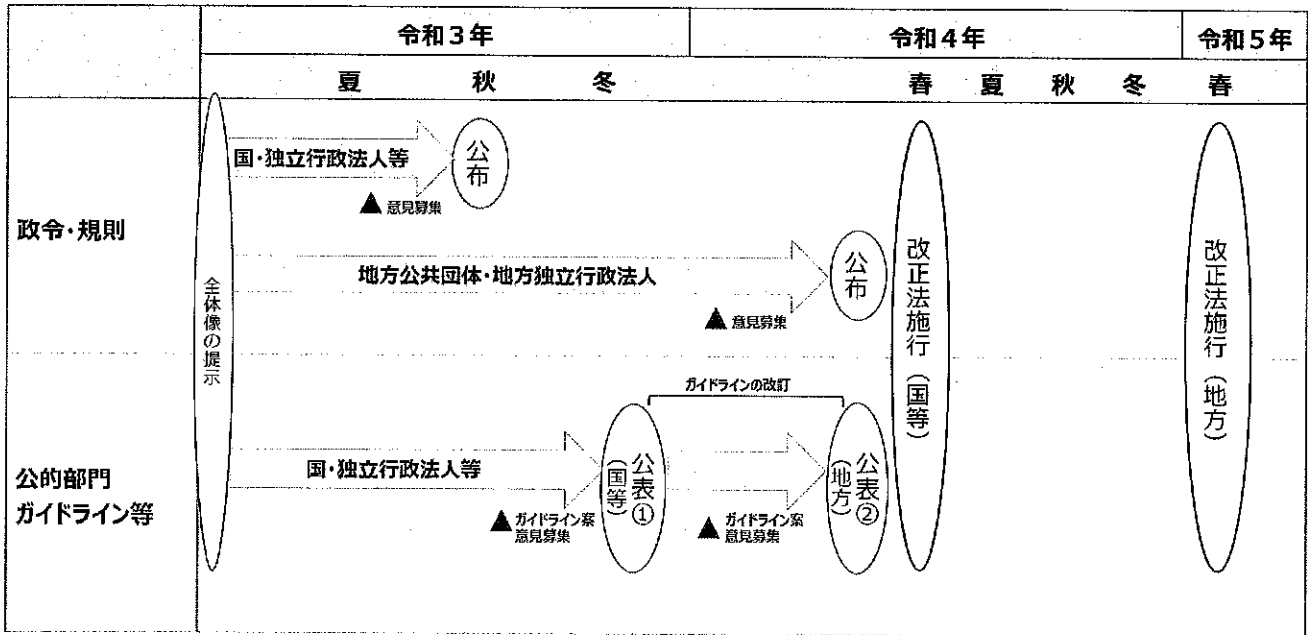 令和３年
令和４年
令和５年
夏 秋 冬
春 夏 秋 冬
春
政令・規則
全体像の提示
国・独立行政法人等
公布
▲ 意見募集
地方公共団体・地方独立行政法人
公布
▲ 意見募集
改正法施行（国等）
改正法施行（地方）
公的部門
ガイドライン等
ガイドラインの改訂
国・独立行政法人等
公表①
（国等）
公表②
（地方）
▲ ガイドライン案
意見募集
▲ ガイドライン案
意見募集